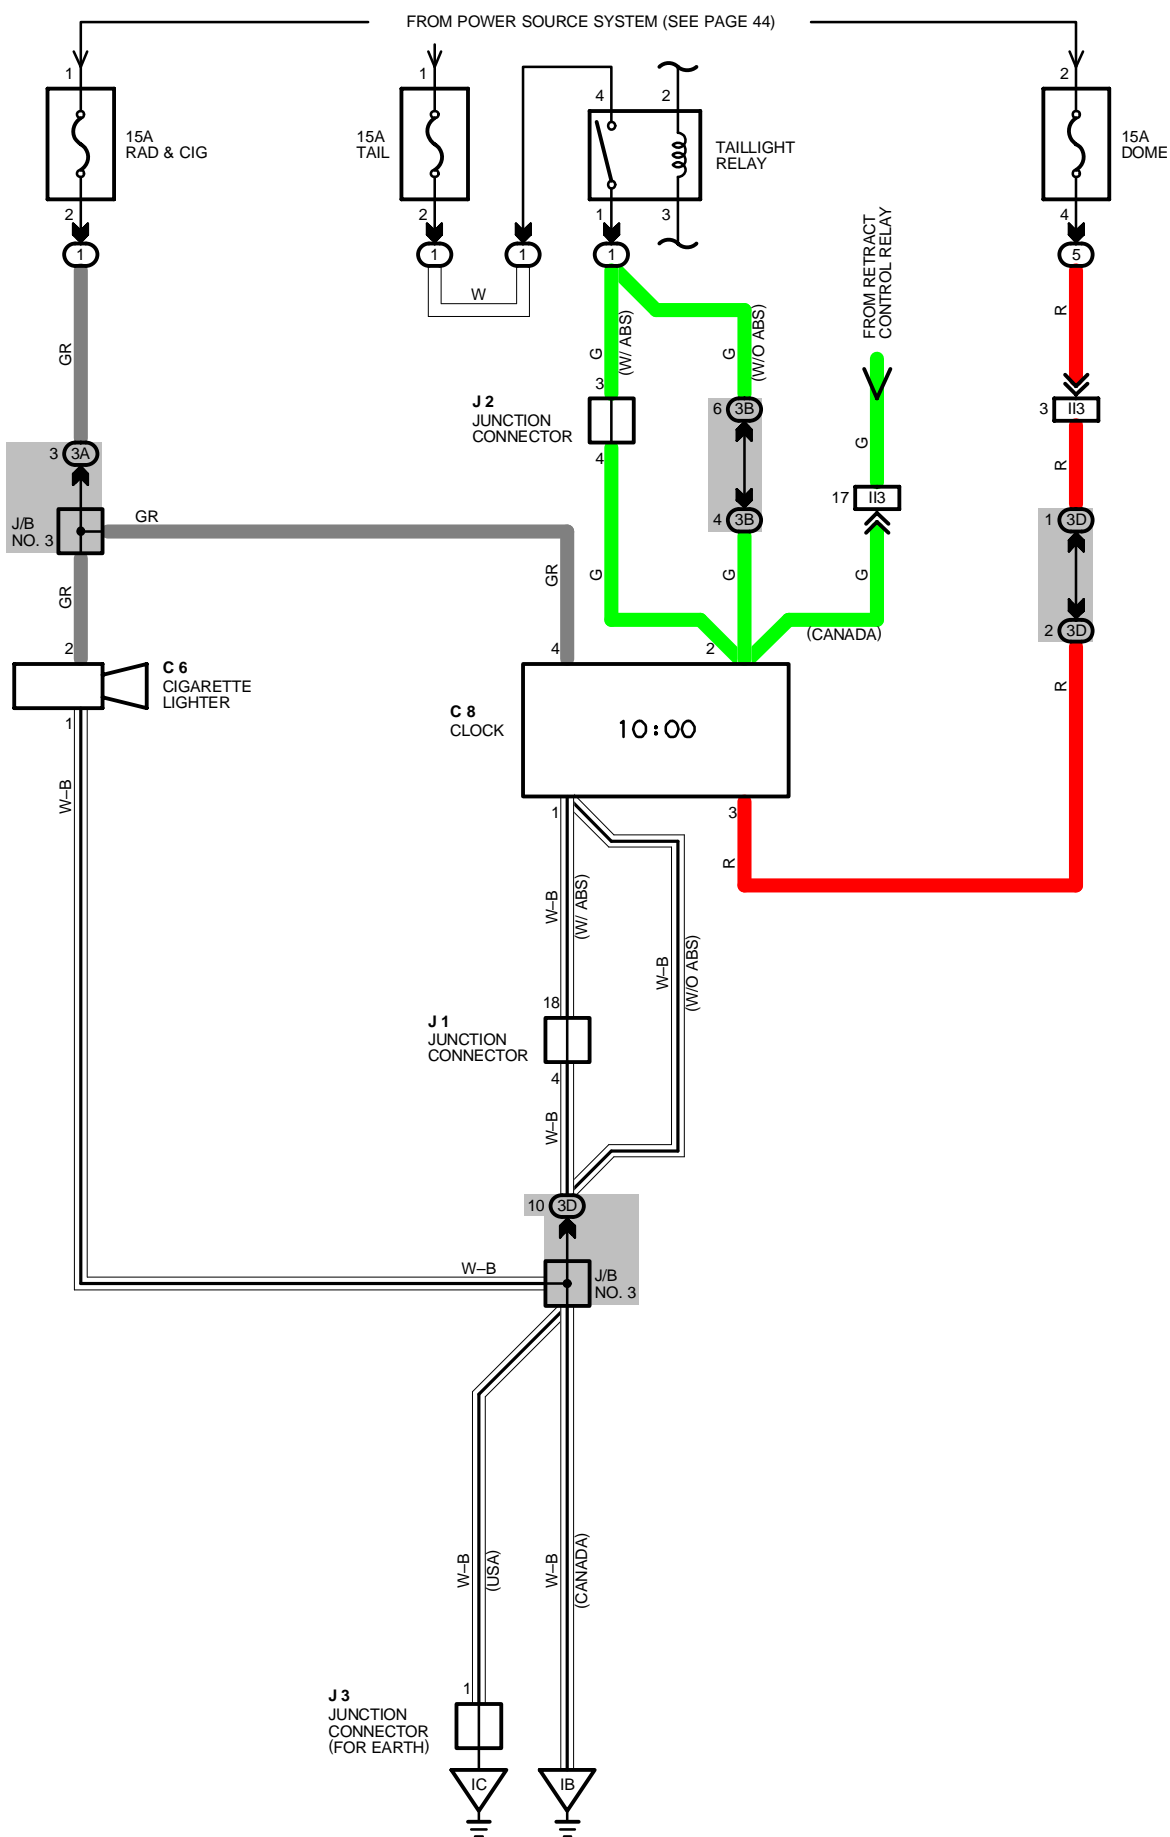 FROM POWER SOURCE SYSTEM (SEE PAGE 44)
1
1
4
2
2
15A
RAD & CIG
15A
TAIL
TAILLIGHT
RELAY
15A
DOME
2
2
1
3
4
1
1
1
1
5
FROM RETRACT
CONTROL RELAY
W
GR
G
(W/ ABS)
G
(W/O ABS)
R
3
J 2
JUNCTION
CONNECTOR
4
6
3B
3
II3
G
R
3
3A
17
II3
J/B
NO. 3
GR
4
3B
1
3D
GR
GR
G
G
G
(CANADA)
2
3D
2
4
2
R
C 6
CIGARETTE
LIGHTER
1
C 8
CLOCK
10:00
W–B
1
3
R
W–B
(W/ ABS)
W–B
(W/O ABS)
18
J 1
JUNCTION
CONNECTOR
4
W–B
10
3D
W–B
J/B
NO. 3
W–B
(USA)
W–B
(CANADA)
1
J 3
JUNCTION
CONNECTOR
(FOR EARTH)
IC
IB